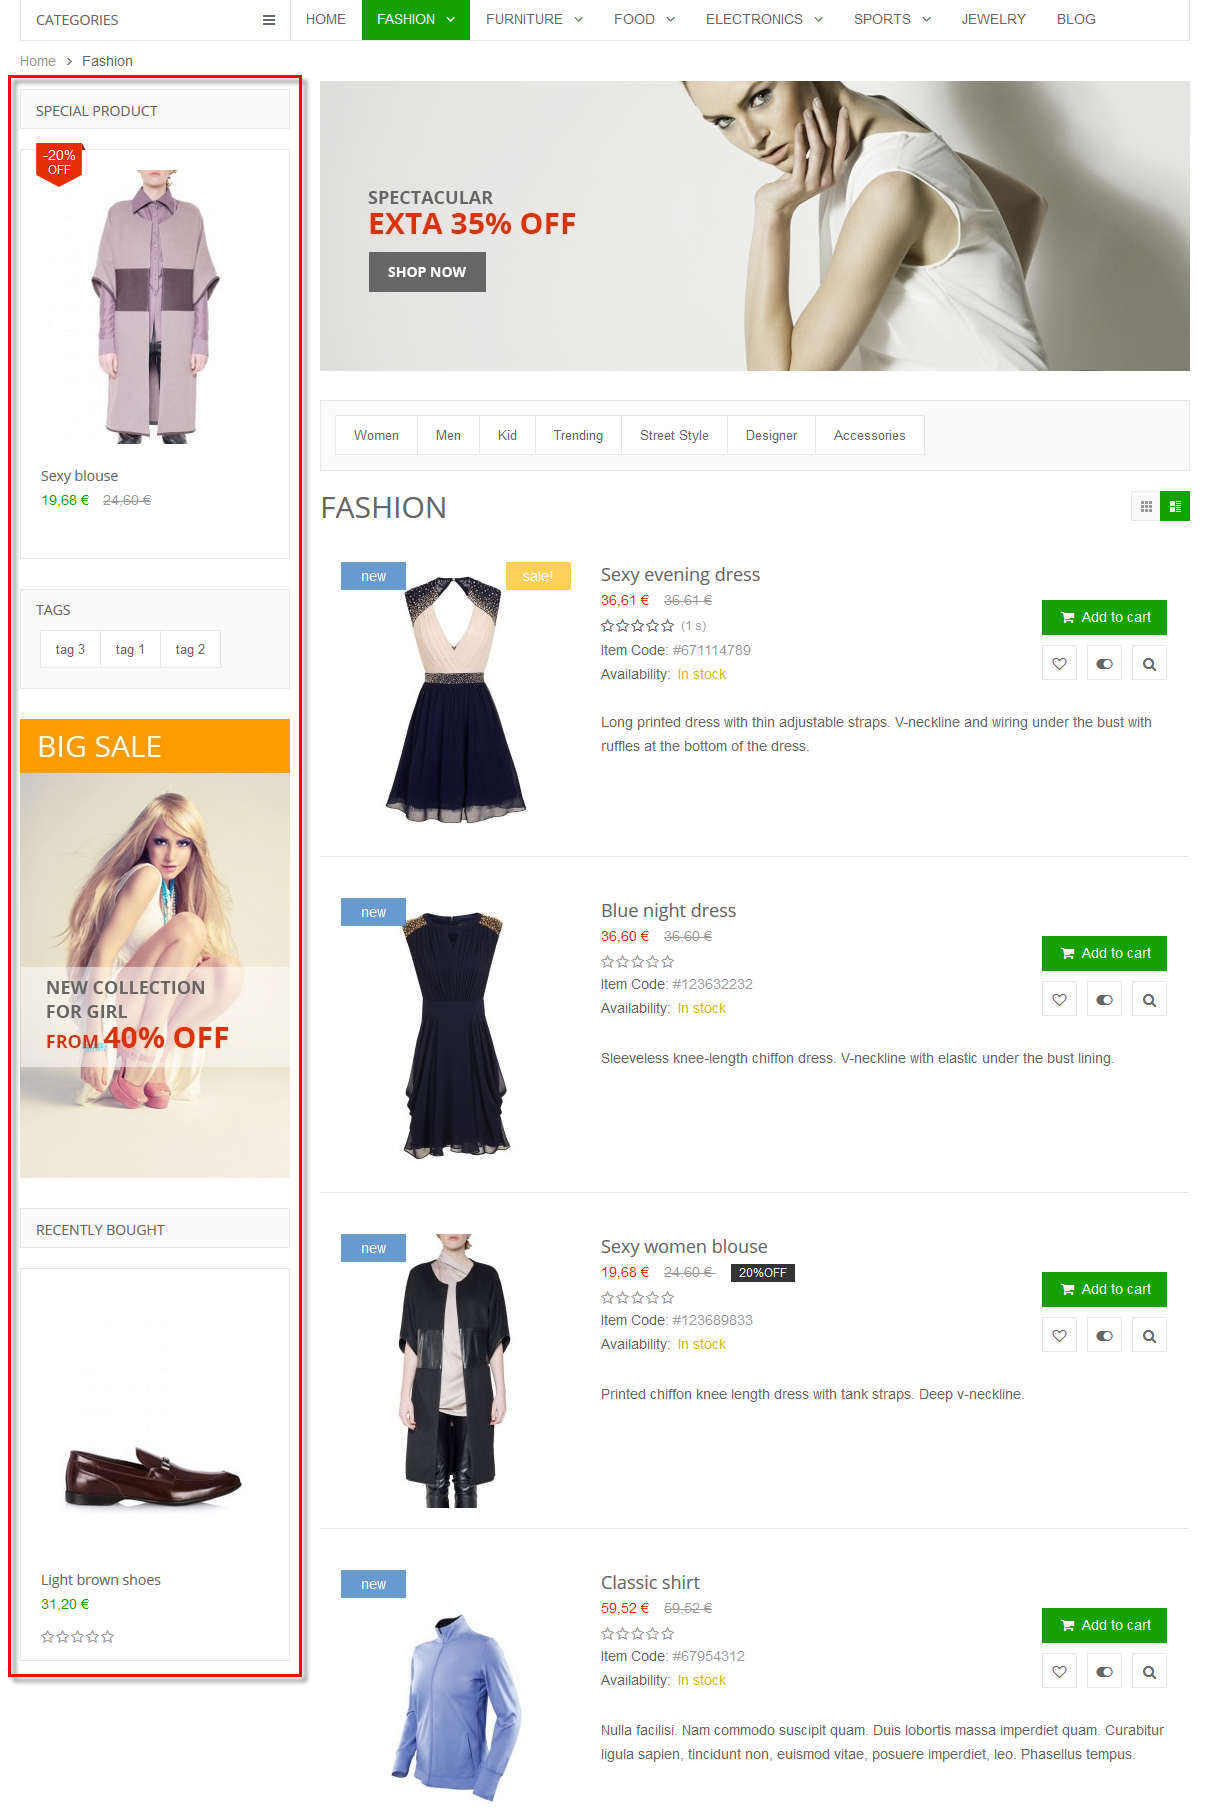 CATEGORIES
HOME
FASHION
FURNITURE
FOOD
ELECTRONICS
SPORTS
JEWELRY
BLOG
Home > Fashion
SPECIAL PRODUCT
-20%
OFF
Sexy blouse
19,68 € 24,60 €
TAGS
tag 3
tag 1
tag 2
BIG SALE
NEW COLLECTION
FOR GIRL
FROM 40% OFF
RECENTLY BOUGHT
Light brown shoes
31,20 €
SPECTACULAR
EXTA 35% OFF
SHOP NOW
Women
Men
Kid
Trending
Street Style
Designer
Accessories
FASHION
new
sale!
Sexy evening dress
36,61 € 36,61 €
(1 s)
Item Code: #671114789
Availability: In stock
Add to cart
Long printed dress with thin adjustable straps. V-neckline and wiring under the bust with
ruffles at the bottom of the dress.
new
Blue night dress
36,60 € 36,60 €
Item Code: #123632232
Availability: In stock
Add to cart
Sleeveless knee-length chiffon dress. V-neckline with elastic under the bust lining.
new
Sexy women blouse
19,68 € 24,60 € 20%OFF
Item Code: #123689833
Availability: In stock
Add to cart
Printed chiffon knee length dress with tank straps. Deep v-neckline.
new
Classic shirt
59,52 € 59,52 €
Item Code: #67954312
Availability: In stock
Add to cart
Nulla facilisi. Nam commodo suscipit quam. Duis lobortis massa imperdiet quam. Curabitur
ligula sapien, tincidunt non, euismod vitae, posuere imperdiet, leo. Phasellus tempus.